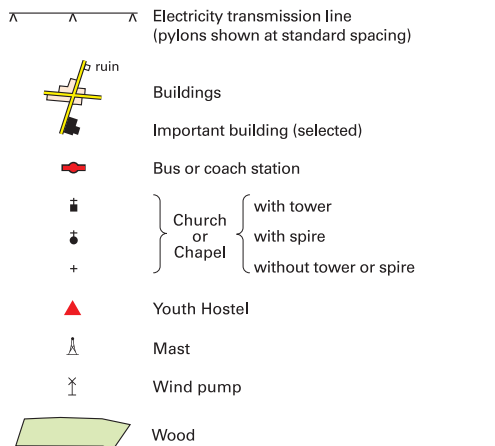 Electricity transmission line
(pylons shown at standard spacing)
ruin
Buildings
Important building (selected)
Bus or coach station
Church
or
Chapel
with tower
with spire
without tower or spire
Youth Hostel
Mast
Wind pump
Wood